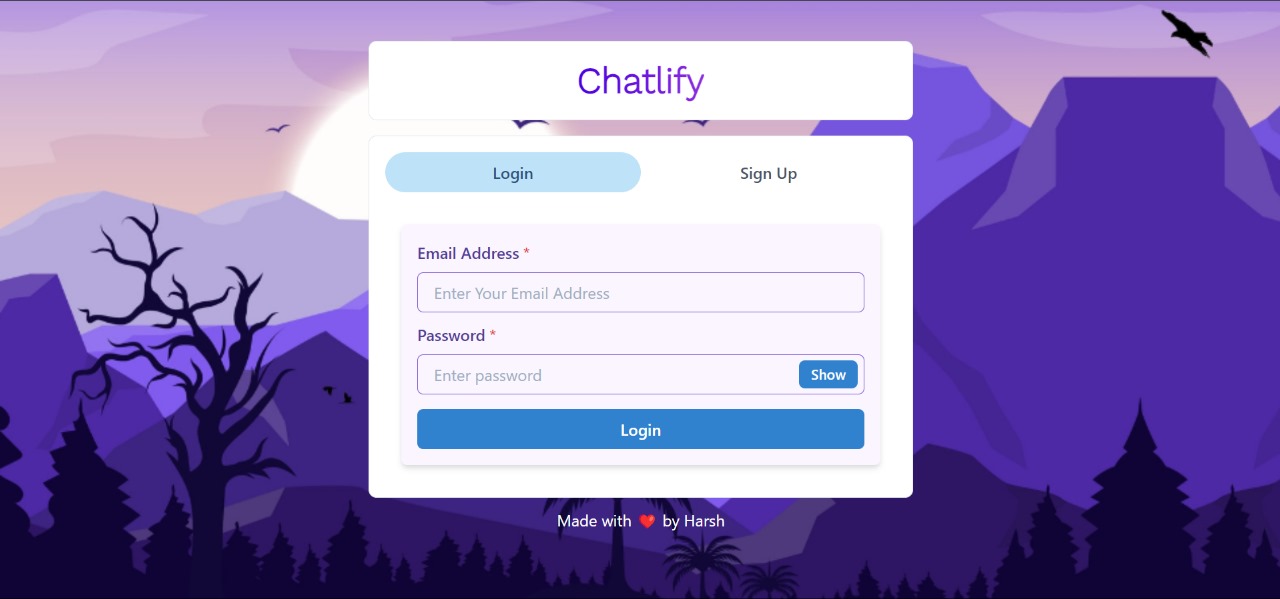 Chatlify
Login Sign Up
Email Address *
Enter Your Email Address
Password *
Enter password Show
Login
Made with ❤️ by Harsh